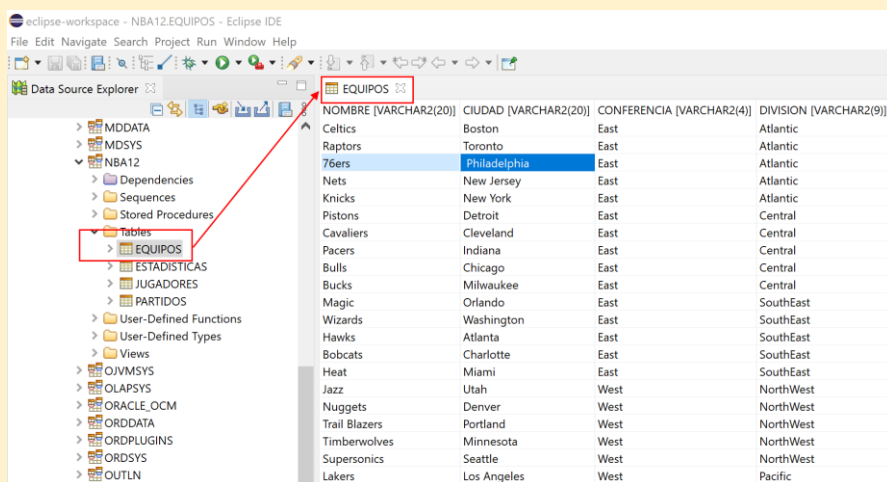 eclipse-workspace - NBA12.EQUIPOS - Eclipse IDE
File Edit Navigate Search Project Run Window Help
Data Source Explorer
MDDATA
MDSYS
NBA12
Dependencies
Sequences
Stored Procedures
Tables
EQUIPOS
ESTADISTICAS
JUGADORES
PARTIDOS
User-Defined Functions
User-Defined Types
Views
OJVMSYS
OLAPSYS
ORACLE_OCM
ORDDATA
ORDPLUGINS
ORDSYS
OUTLN
EQUIPOS
NOMBRE [VARCHAR2(20)] CIUDAD [VARCHAR2(20)] CONFERENCIA [VARCHAR2(4)] DIVISION [VARCHAR2(9)]
Celtics Boston East Atlantic
Raptors Toronto East Atlantic
76ers Philadelphia East Atlantic
Nets New Jersey East Atlantic
Knicks New York East Atlantic
Pistons Detroit East Central
Cavaliers Cleveland East Central
Pacers Indiana East Central
Bulls Chicago East Central
Bucks Milwaukee East Central
Magic Orlando East SouthEast
Wizards Washington East SouthEast
Hawks Atlanta East SouthEast
Bobcats Charlotte East SouthEast
Heat Miami East SouthEast
Jazz Utah West NorthWest
Nuggets Denver West NorthWest
Trail Blazers Portland West NorthWest
Timberwolves Minnesota West NorthWest
Supersonics Seattle West NorthWest
Lakers Los Angeles West Pacific